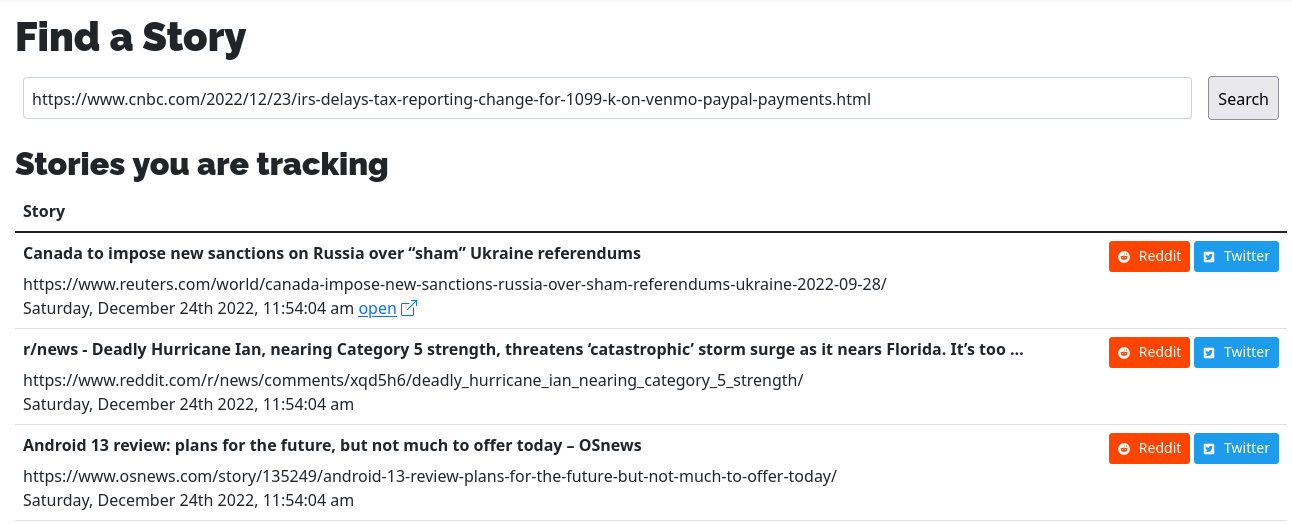 Find a Story
https://www.cnbc.com/2022/12/23/irs-delays-tax-reporting-change-for-1099-k-on-venmo-paypal-payments.html
Search
Stories you are tracking
Story
Canada to impose new sanctions on Russia over “sham” Ukraine referendums
Reddit
Twitter
https://www.reuters.com/world/canada-impose-new-sanctions-russia-over-sham-referendums-ukraine-2022-09-28/
Saturday, December 24th 2022, 11:54:04 am open
r/news - Deadly Hurricane Ian, nearing Category 5 strength, threatens ‘catastrophic’ storm surge as it nears Florida. It’s too ...
Reddit
Twitter
https://www.reddit.com/r/news/comments/xqd5h6/deadly_hurricane_ian_nearing_category_5_strength/
Saturday, December 24th 2022, 11:54:04 am
Android 13 review: plans for the future, but not much to offer today – OSnews
Reddit
Twitter
https://www.osnews.com/story/135249/android-13-review-plans-for-the-future-but-not-much-to-offer-today/
Saturday, December 24th 2022, 11:54:04 am